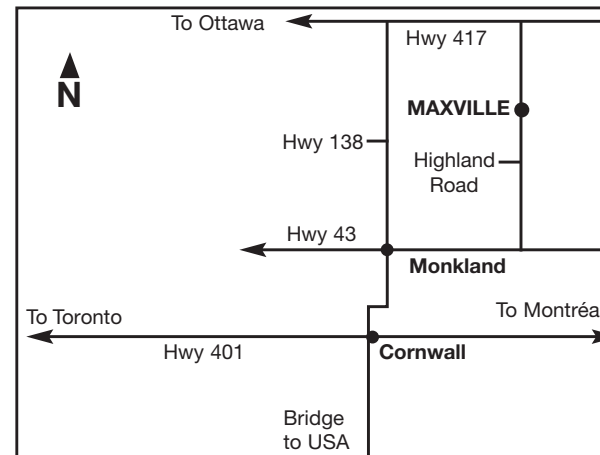 To Ottawa
Hwy 417
N
MAXVILLE
Hwy 138
Highland
Road
Hwy 43
Monkland
To Toronto
To Montréa
Hwy 401
Cornwall
Bridge
to USA